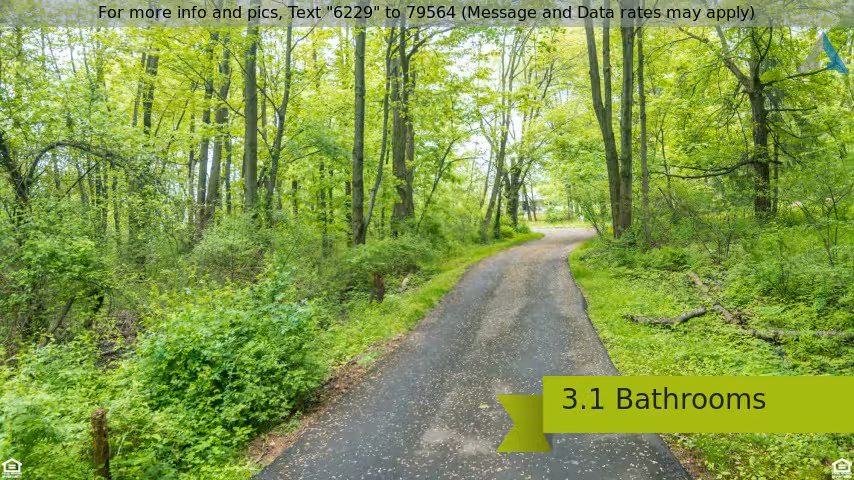 For more info and pics, Text "6229" to 79564 (Message and Data rates may apply)
3.1 Bathrooms